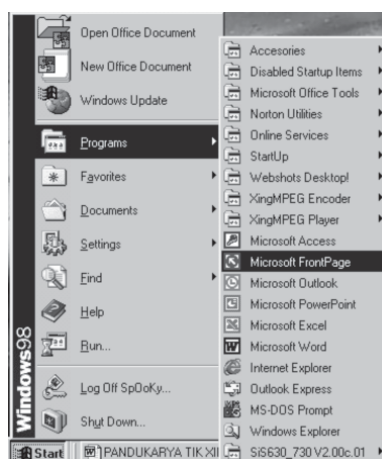 Open Office Document
New Office Document
Windows Update
Programs
Favorites
Documents
Settings
Find
Help
Run...
Log Off SpOoKy...
Shut Down...
Windows98
Accesories
Disabled Startup Items
Microsoft Office Tools
Norton Utilities
Online Services
StartUp
Webshots Desktop!
XingMPEG Encoder
XingMPEG Player
Microsoft Access
Microsoft FrontPage
Microsoft Outlook
Microsoft PowerPoint
Microsoft Excel
Microsoft Word
Internet Explorer
Outlook Express
MS-DOS Prompt
Windows Explorer
SiS630_730 V2.00c.01
Start
PANDUKARYA TIK XII